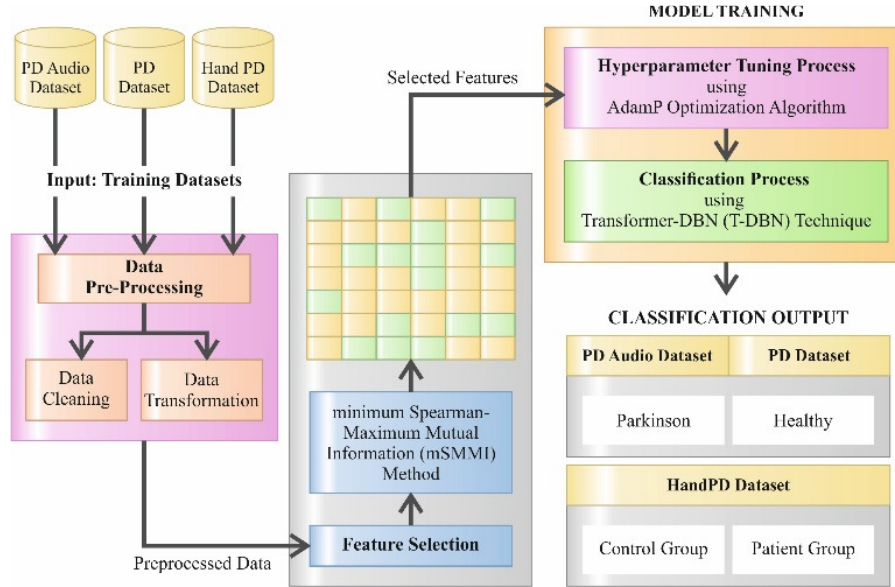 PD Audio
Dataset
PD
Dataset
Hand PD
Dataset
Input: Training Datasets
Data
Pre-Processing
Data
Cleaning
Data
Transformation
Preprocessed Data
Feature Selection
minimum Spearman-
Maximum Mutual
Information (mSMMI)
Method
Selected Features
MODEL TRAINING
Hyperparameter Tuning Process
using
AdamP Optimization Algorithm
Classification Process
using
Transformer-DBN (T-DBN) Technique
CLASSIFICATION OUTPUT
PD Audio Dataset
PD Dataset
Parkinson
Healthy
HandPD Dataset
Control Group
Patient Group